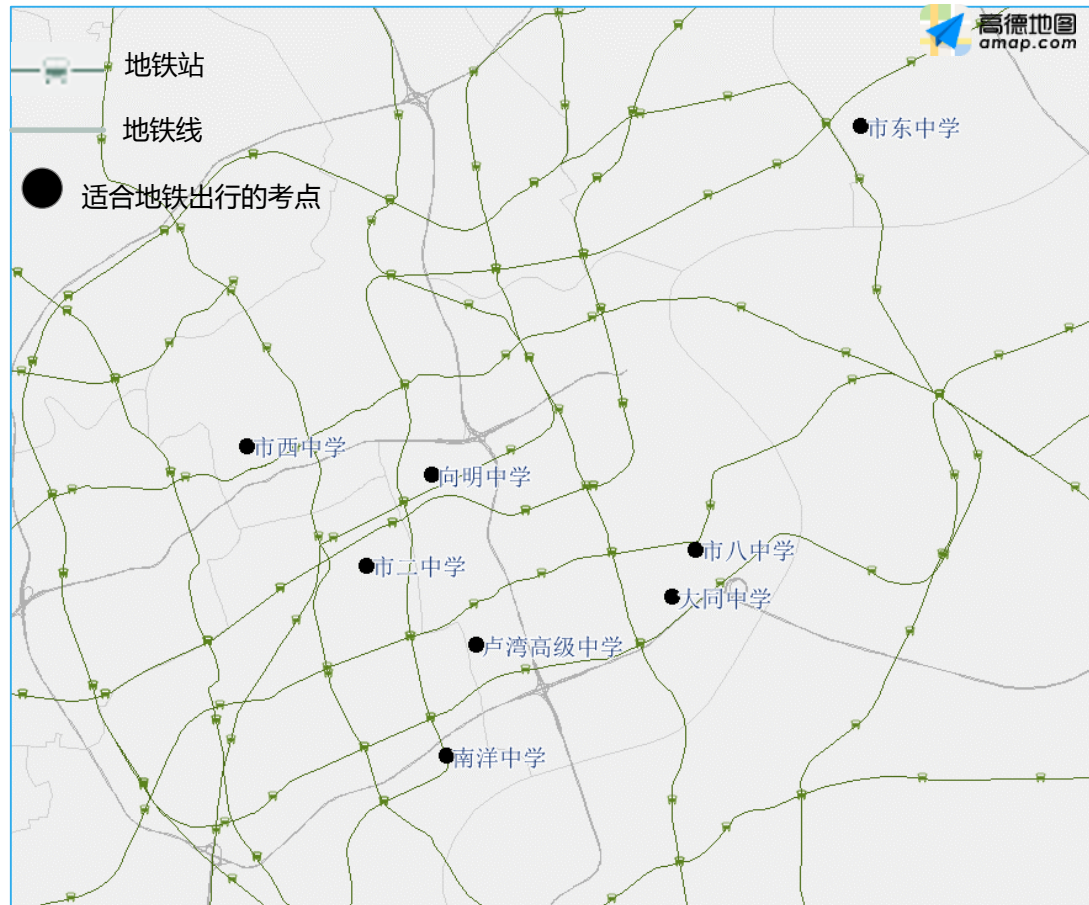 高德地图
amap.com
地铁站
地铁线
适合地铁出行的考点
市东中学
市西中学
向明中学
市二中学
市八中学
大同中学
卢湾高级中学
南洋中学